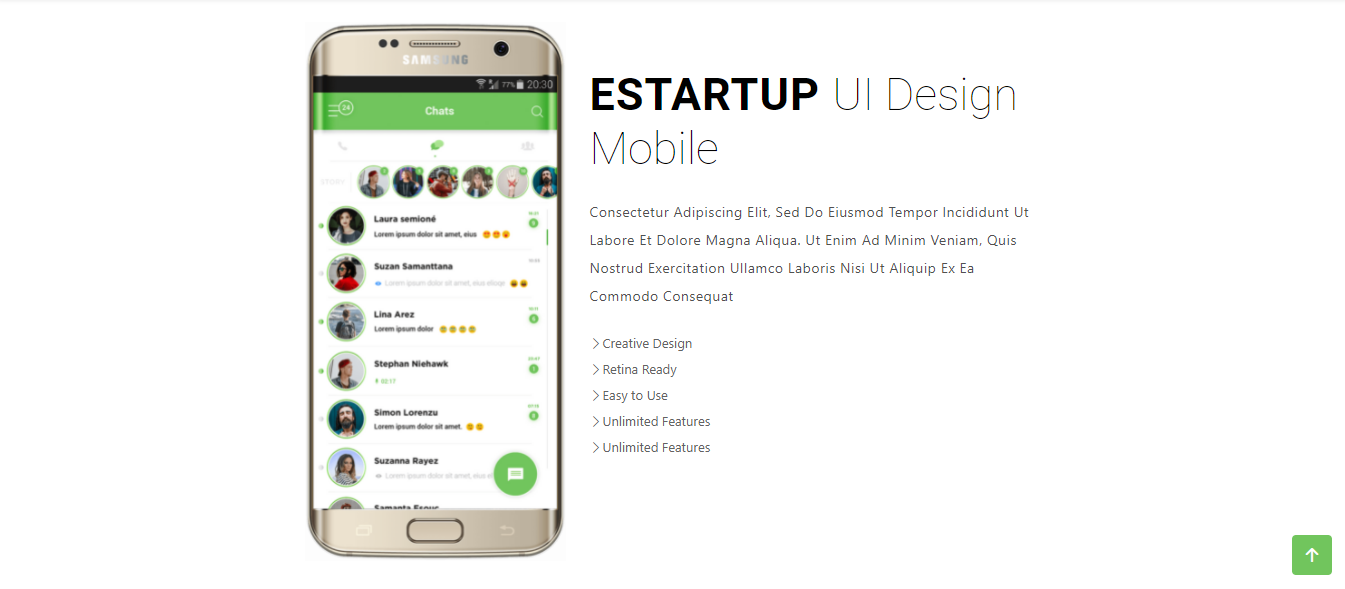 SAMSUNG
77% 20:30
24
Chats
STORY
Laura semioné
Lorem ipsum dolor sit amet, eius
Suzan Samanttana
Lorem ipsum dolor sit amet, eius eiluge
Lina Arez
Lorem ipsum dolor
Stephan Niehawk
02:17
Simon Lorenzu
Lorem ipsum dolor sit amet.
Suzanna Rayez
Lorem ipsum dolor sit amet, eius
ESTARTUP UI Design
Mobile
Consectetur Adipiscing Elit, Sed Do Eiusmod Tempor Incididunt Ut
Labore Et Dolore Magna Aliqua. Ut Enim Ad Minim Veniam, Quis
Nostrud Exercitation Ullamco Laboris Nisi Ut Aliquip Ex Ea
Commodo Consequat
Creative Design
Retina Ready
Easy to Use
Unlimited Features
Unlimited Features